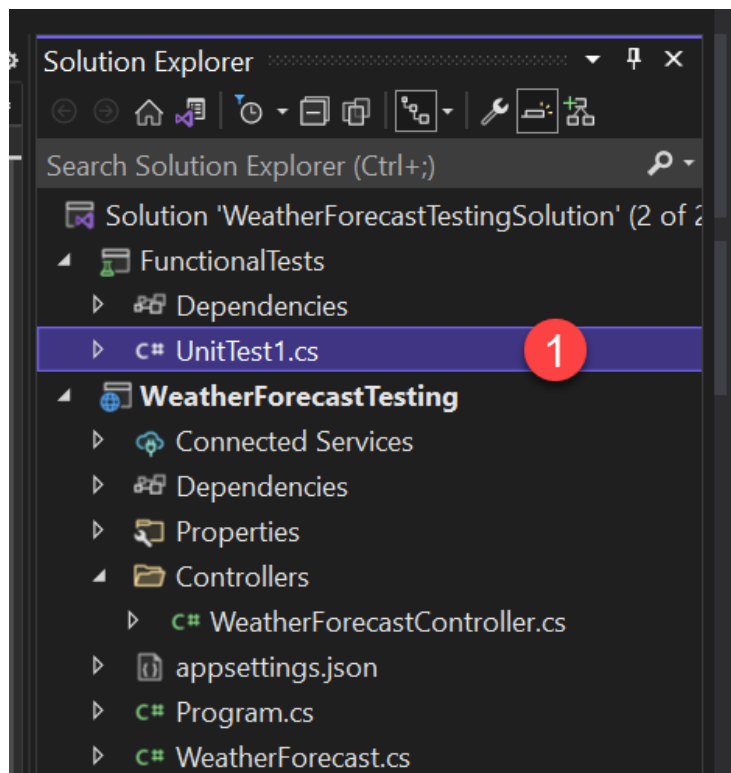 Solution Explorer
Search Solution Explorer (Ctrl+;)
Solution 'WeatherForecastTestingSolution' (2 of 2
FunctionalTests
Dependencies
C# UnitTest1.cs
1
WeatherForecastTesting
Connected Services
Dependencies
Properties
Controllers
C# WeatherForecastController.cs
appsettings.json
C# Program.cs
C# WeatherForecast.cs